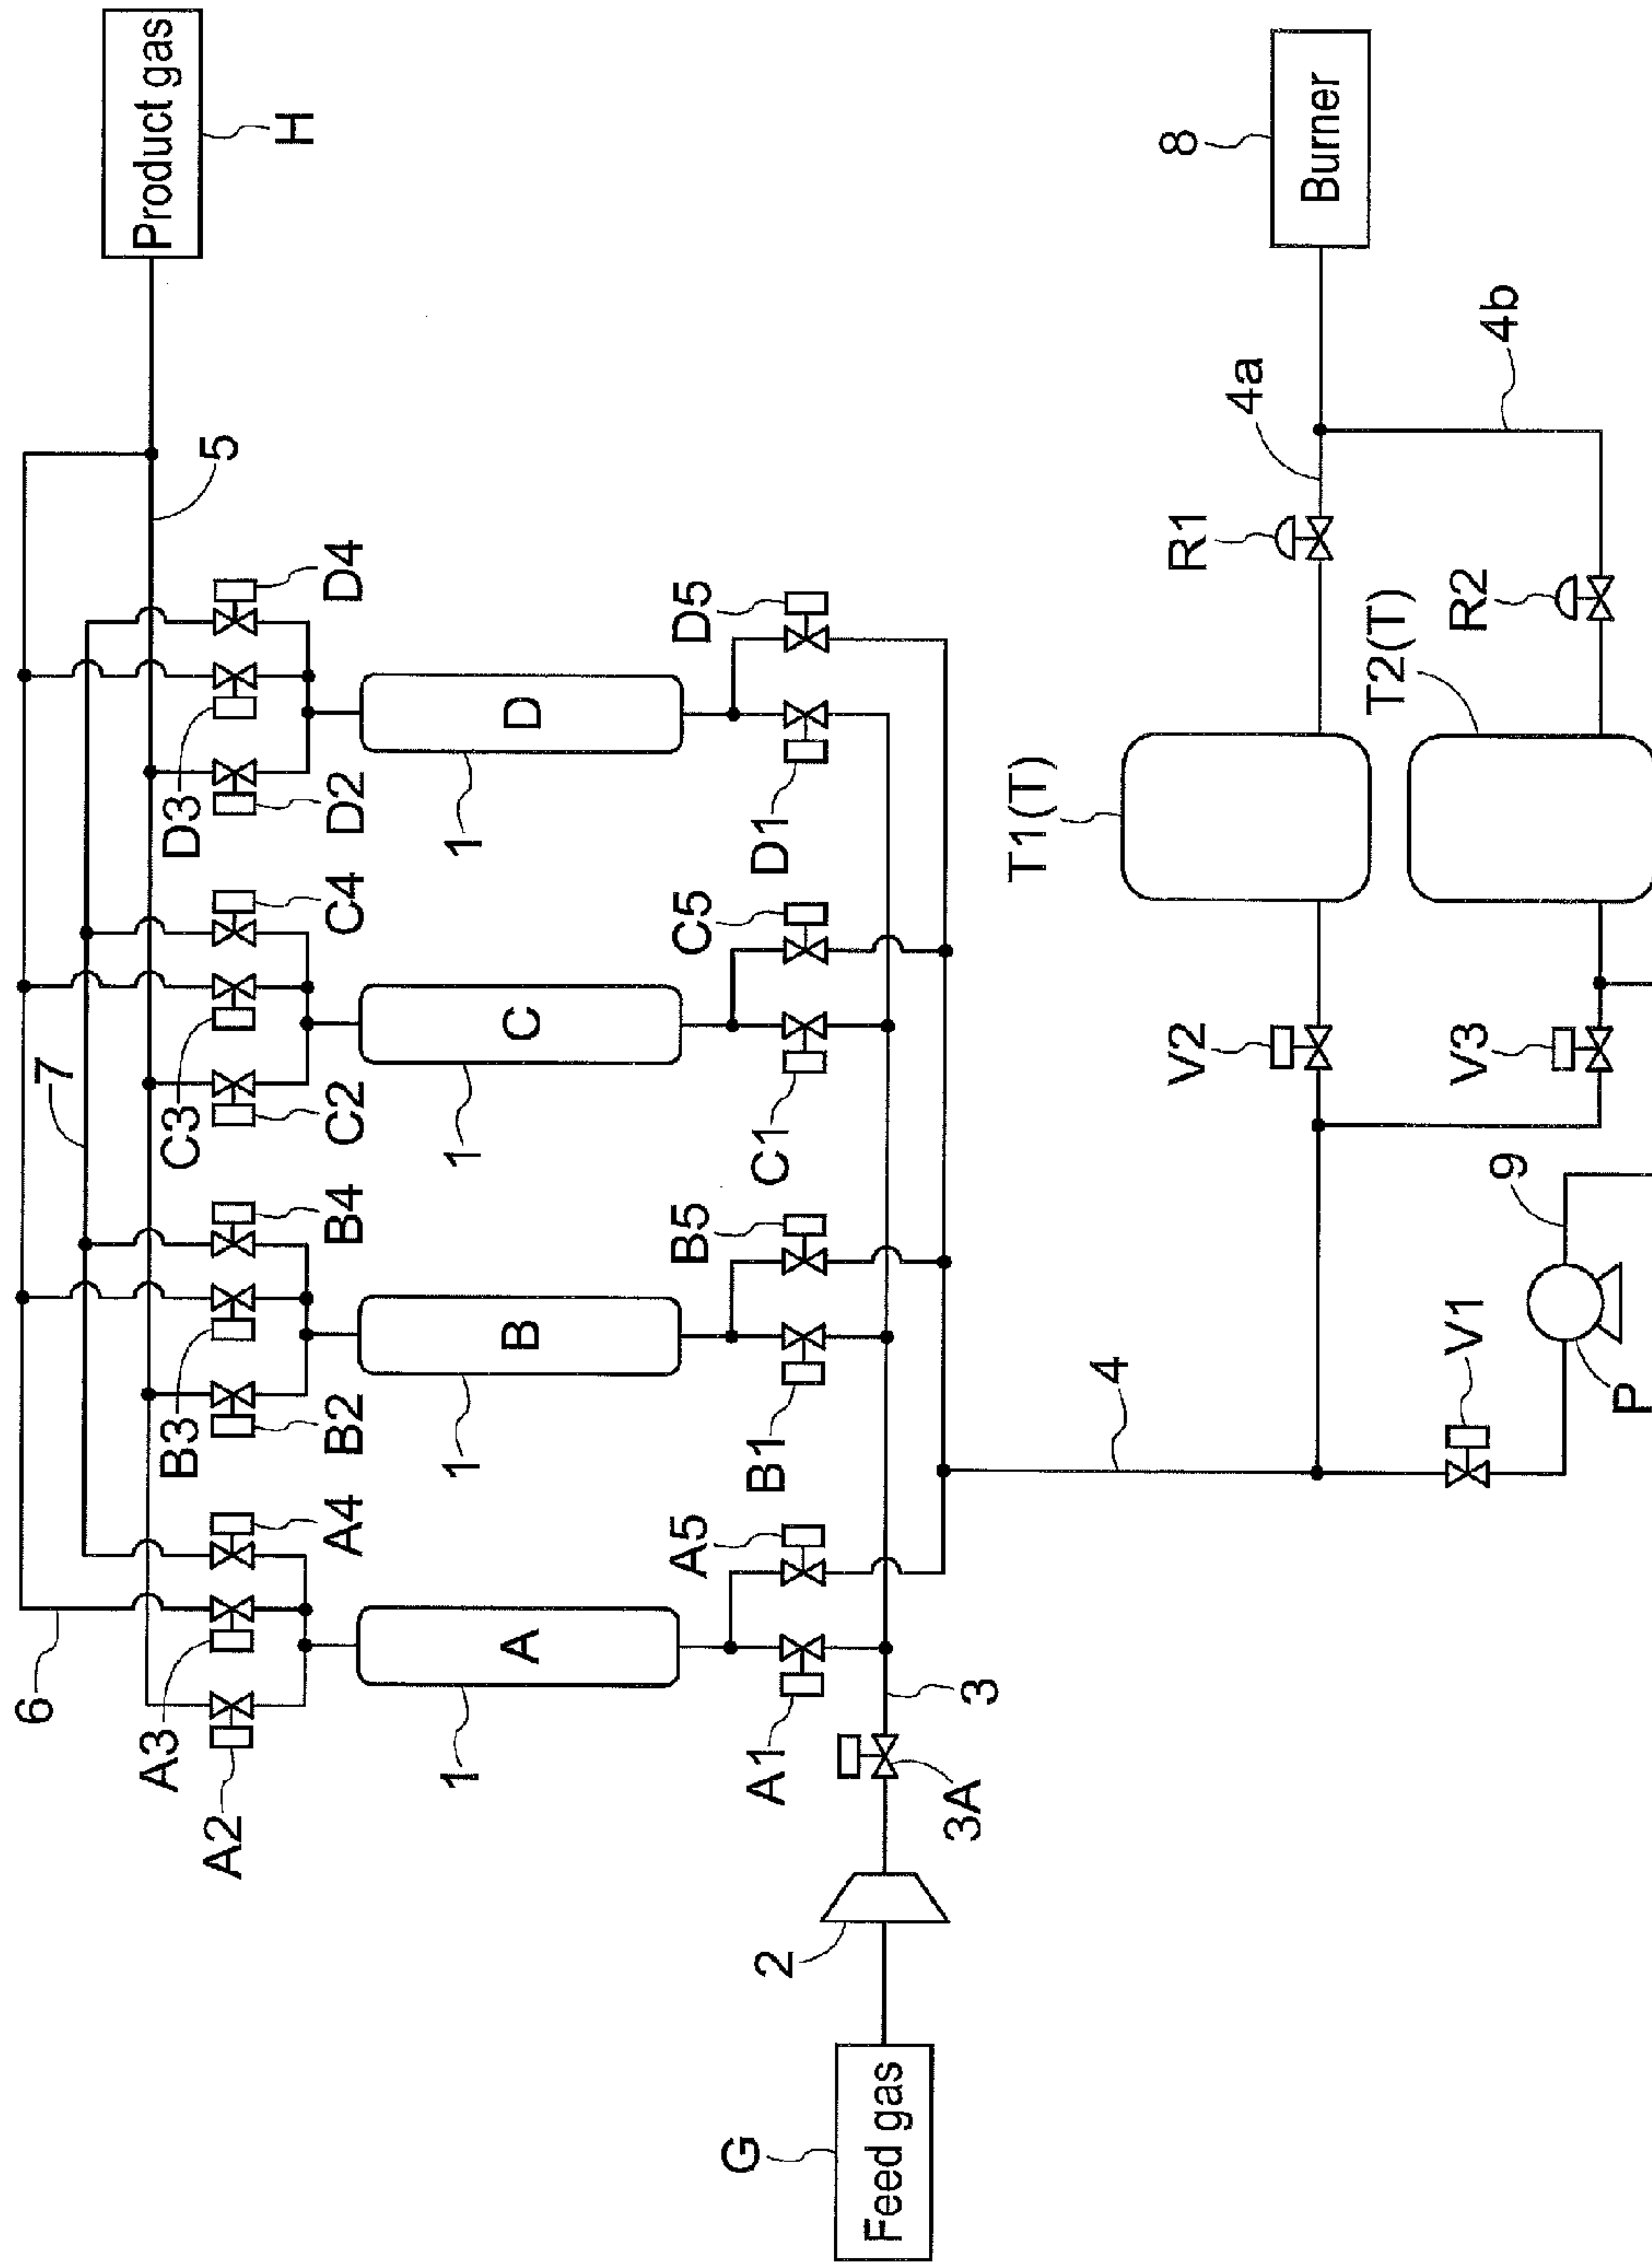 Product gas
H
6
7
5
A3
A2
A4
B3
B2
B4
C3
C2
C4
D3
D2
D4
A
B
C
D
1
1
1
1
A1
A5
B1
B5
C1
C5
D1
D5
G
Feed gas
2
3A
3
4
T1(T)
R1
4a
8
Burner
V2
T2(T)
R2
4b
V1
9
V3
P